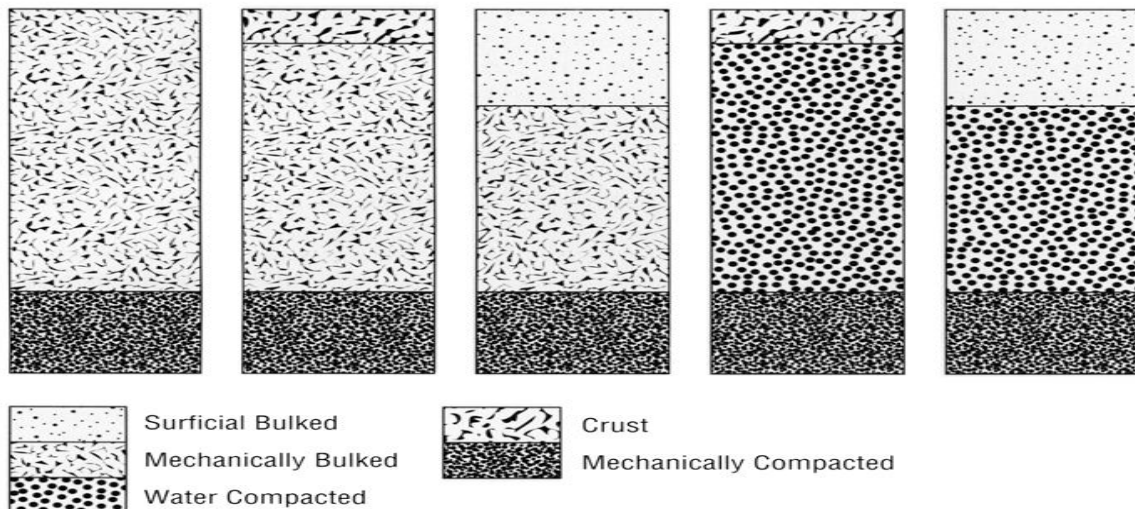 Surficial Bulked
Mechanically Bulked
Water Compacted
Crust
Mechanically Compacted